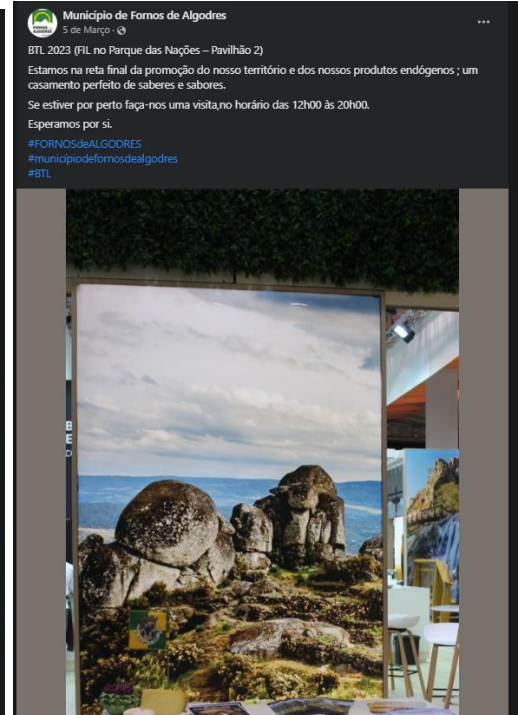 Município de Fornos de Algodres
5 de Março ·
BTL 2023 (FIL no Parque das Nações – Pavilhão 2)
Estamos na reta final da promoção do nosso território e dos nossos produtos endógenos ; um
casamento perfeito de saberes e sabores.
Se estiver por perto faça-nos uma visita,no horário das 12h00 às 20h00.
Esperamos por si.
#FORNOSdeALGODRES
#municípiodefornosdealgodres
#BTL